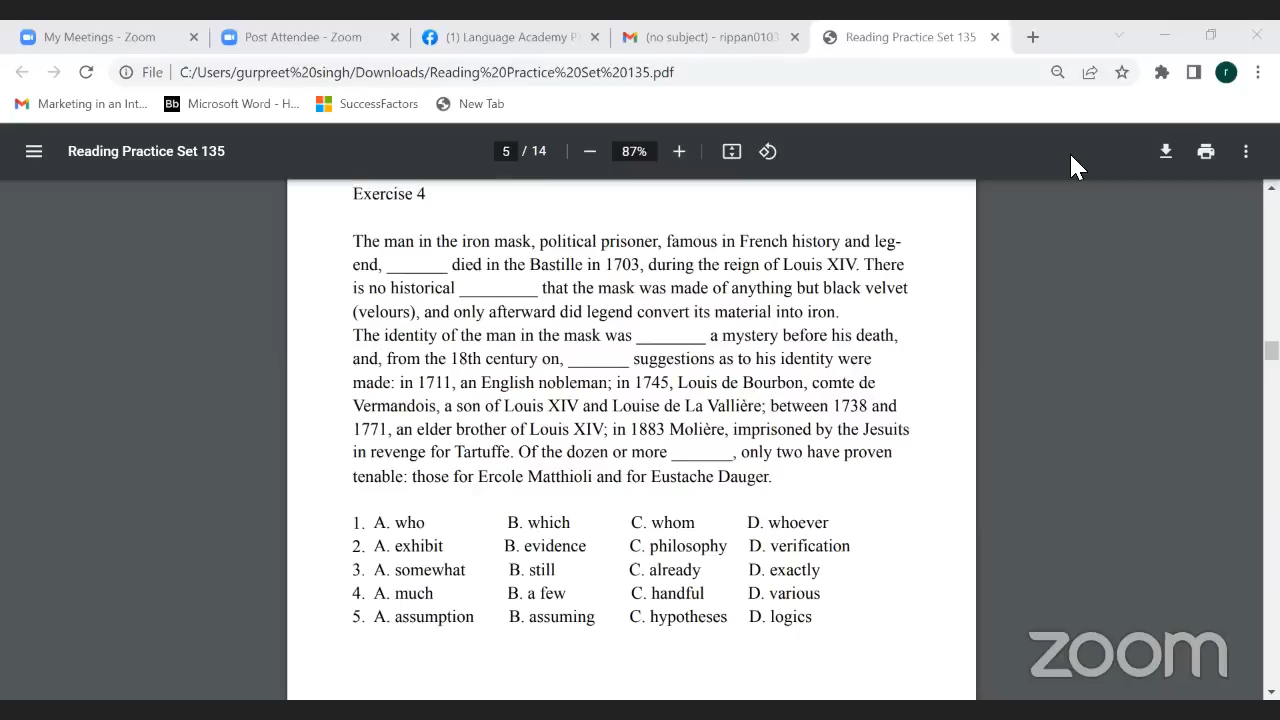 My Meetings - Zoom
Post Attendee - Zoom
(1) Language Academy P
(no subject) - rippan0103
Reading Practice Set 135
File | C:/Users/gurpreet%20singh/Downloads/Reading%20Practice%20Set%20135.pdf
r
Marketing in an Int...
Bb Microsoft Word - H...
SuccessFactors
New Tab
Reading Practice Set 135
5 / 14
87%
Exercise 4
The man in the iron mask, political prisoner, famous in French history and leg-
end, _______ died in the Bastille in 1703, during the reign of Louis XIV. There
is no historical _________ that the mask was made of anything but black velvet
(velours), and only afterward did legend convert its material into iron.
The identity of the man in the mask was ________ a mystery before his death,
and, from the 18th century on, _______ suggestions as to his identity were
made: in 1711, an English nobleman; in 1745, Louis de Bourbon, comte de
Vermandois, a son of Louis XIV and Louise de La Vallière; between 1738 and
1771, an elder brother of Louis XIV; in 1883 Molière, imprisoned by the Jesuits
in revenge for Tartuffe. Of the dozen or more _______, only two have proven
tenable: those for Ercole Matthioli and for Eustache Dauger.
1. A. who B. which C. whom D. whoever
2. A. exhibit B. evidence C. philosophy D. verification
3. A. somewhat B. still C. already D. exactly
4. A. much B. a few C. handful D. various
5. A. assumption B. assuming C. hypotheses D. logics
zoom